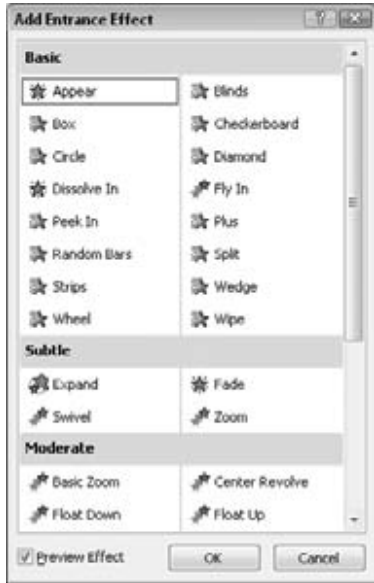 Add Entrance Effect
Basic
Appear Blinds
Box Checkerboard
Circle Diamond
Dissolve In Fly In
Peek In Plus
Random Bars Split
Strips Wedge
Wheel Wipe
Subtle
Expand Fade
Swivel Zoom
Moderate
Basic Zoom Center Revolve
Float Down Float Up
Preview Effect OK Cancel